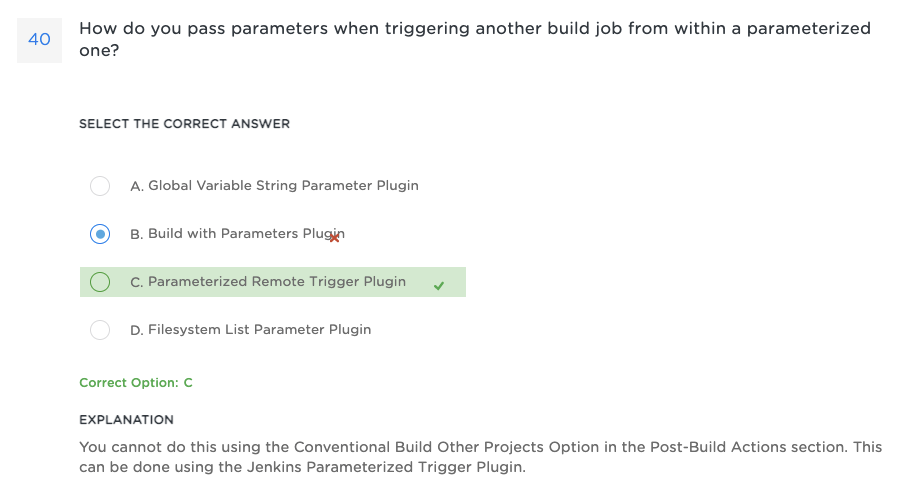 40
How do you pass parameters when triggering another build job from within a parameterized
one?
SELECT THE CORRECT ANSWER
A. Global Variable String Parameter Plugin
B. Build with Parameters Plugin
C. Parameterized Remote Trigger Plugin
D. Filesystem List Parameter Plugin
Correct Option: C
EXPLANATION
You cannot do this using the Conventional Build Other Projects Option in the Post-Build Actions section. This
can be done using the Jenkins Parameterized Trigger Plugin.